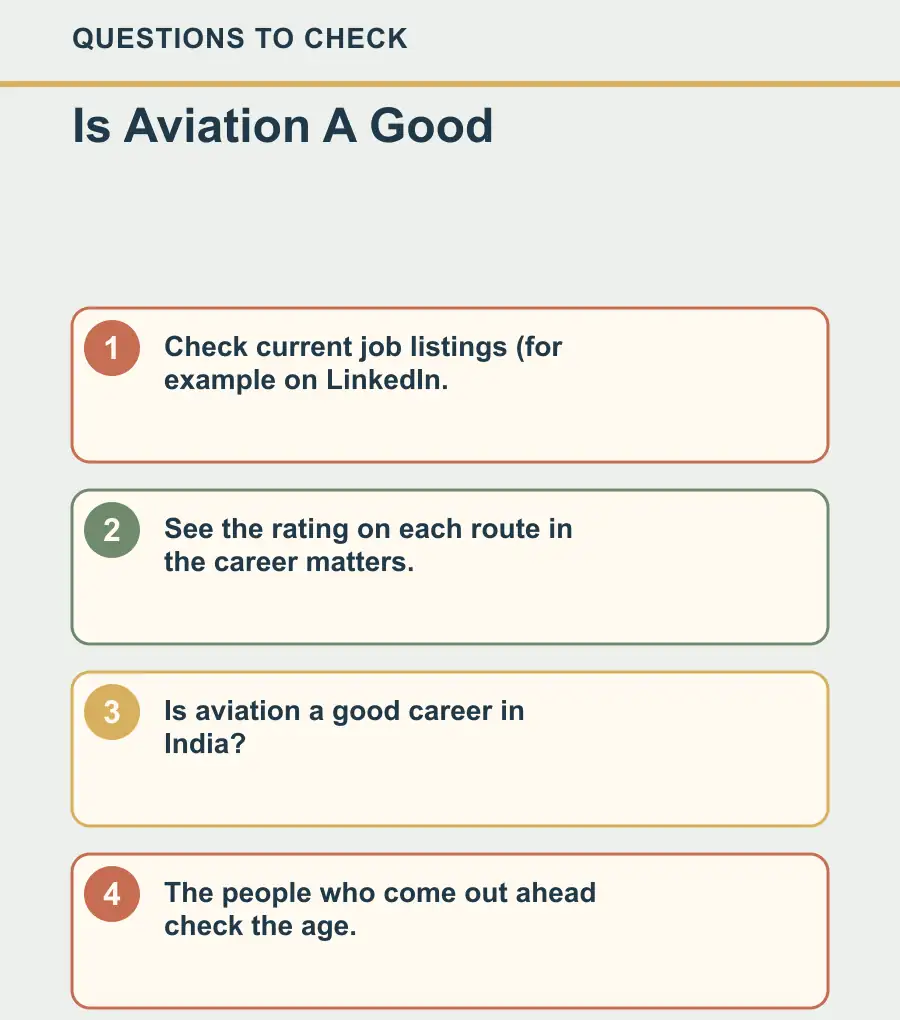 QUESTIONS TO CHECK
Is Aviation A Good
1
Check current job listings (for
example on LinkedIn.
2
See the rating on each route in
the career matters.
3
Is aviation a good career in
India?
4
The people who come out ahead
check the age.